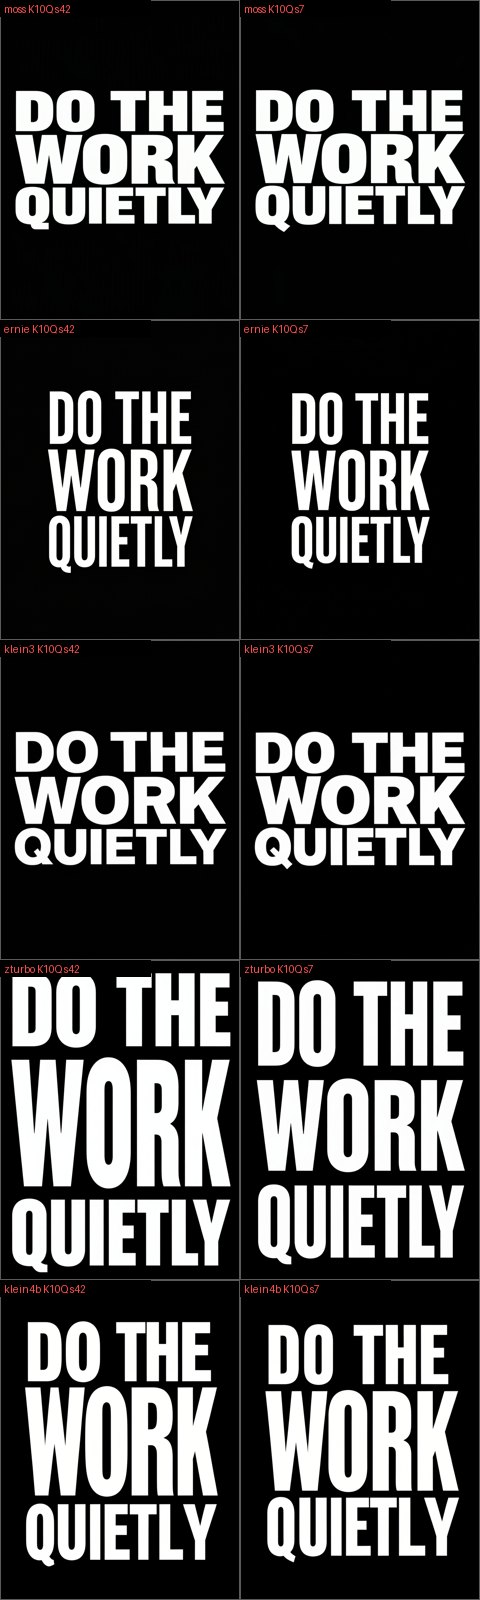 moss K10Qs42
DO THE
WORK
QUIETLY
moss K10Qs7
DO THE
WORK
QUIETLY
ernie K10Qs42
DO THE
WORK
QUIETLY
ernie K10Qs7
DO THE
WORK
QUIETLY
klein3 K10Qs42
DO THE
WORK
QUIETLY
klein3 K10Qs7
DO THE
WORK
QUIETLY
zturbo K10Qs42
DO THE
WORK
QUIETLY
zturbo K10Qs7
DO THE
WORK
QUIETLY
klein4b K10Qs42
DO THE
WORK
QUIETLY
klein4b K10Qs7
DO THE
WORK
QUIETLY